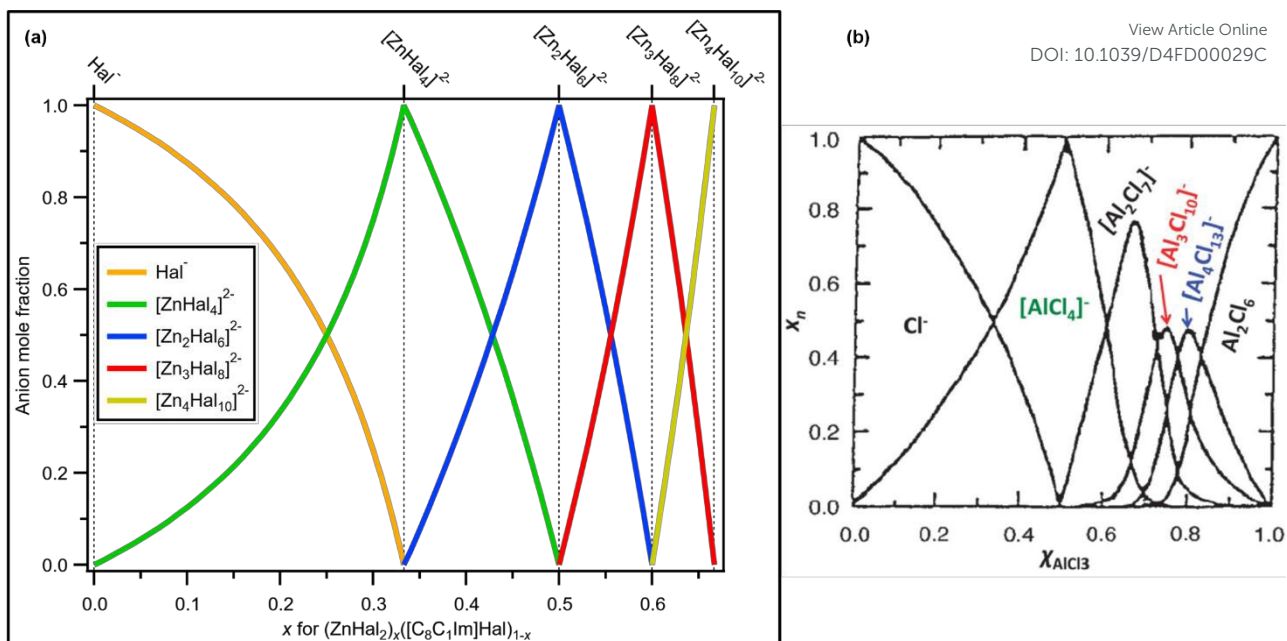 (a)
Hal⁻
[ZnHal₄]²⁻
[Zn₂Hal₆]²⁻
[Zn₃Hal₈]²⁻
[Zn₄Hal₁₀]²⁻
1.0
0.8
0.6
0.4
0.2
0.0
Anion mole fraction
Hal⁻
[ZnHal₄]²⁻
[Zn₂Hal₆]²⁻
[Zn₃Hal₈]²⁻
[Zn₄Hal₁₀]²⁻
0.0 0.1 0.2 0.3 0.4 0.5 0.6
x for (ZnHal₂)ₓ([C₈C₁Im]Hal)₁₋ₓ
(b)
View Article Online
DOI: 10.1039/D4FD00029C
1.0
0.8
0.6
0.4
0.2
0.0
xₙ
Cl⁻
[AlCl₄]⁻
[Al₂Cl₇]⁻
[Al₃Cl₁₀]⁻
[Al₄Cl₁₃]⁻
Al₂Cl₆
0.0 0.2 0.4 0.6 0.8 1.0
χAlCl3